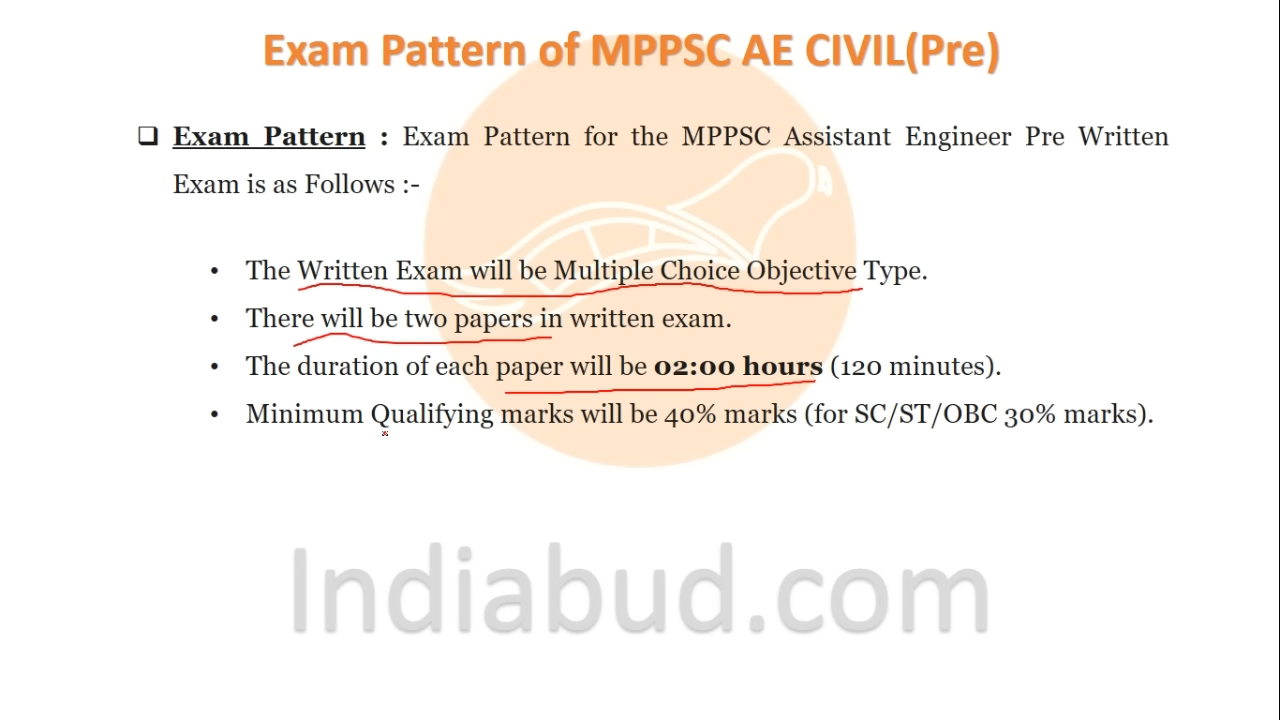 Exam Pattern of MPPSC AE CIVIL(Pre)
❑ Exam Pattern : Exam Pattern for the MPPSC Assistant Engineer Pre Written
Exam is as Follows :-
• The Written Exam will be Multiple Choice Objective Type.
• There will be two papers in written exam.
• The duration of each paper will be 02:00 hours (120 minutes).
• Minimum Qualifying marks will be 40% marks (for SC/ST/OBC 30% marks).
Indiabud.com